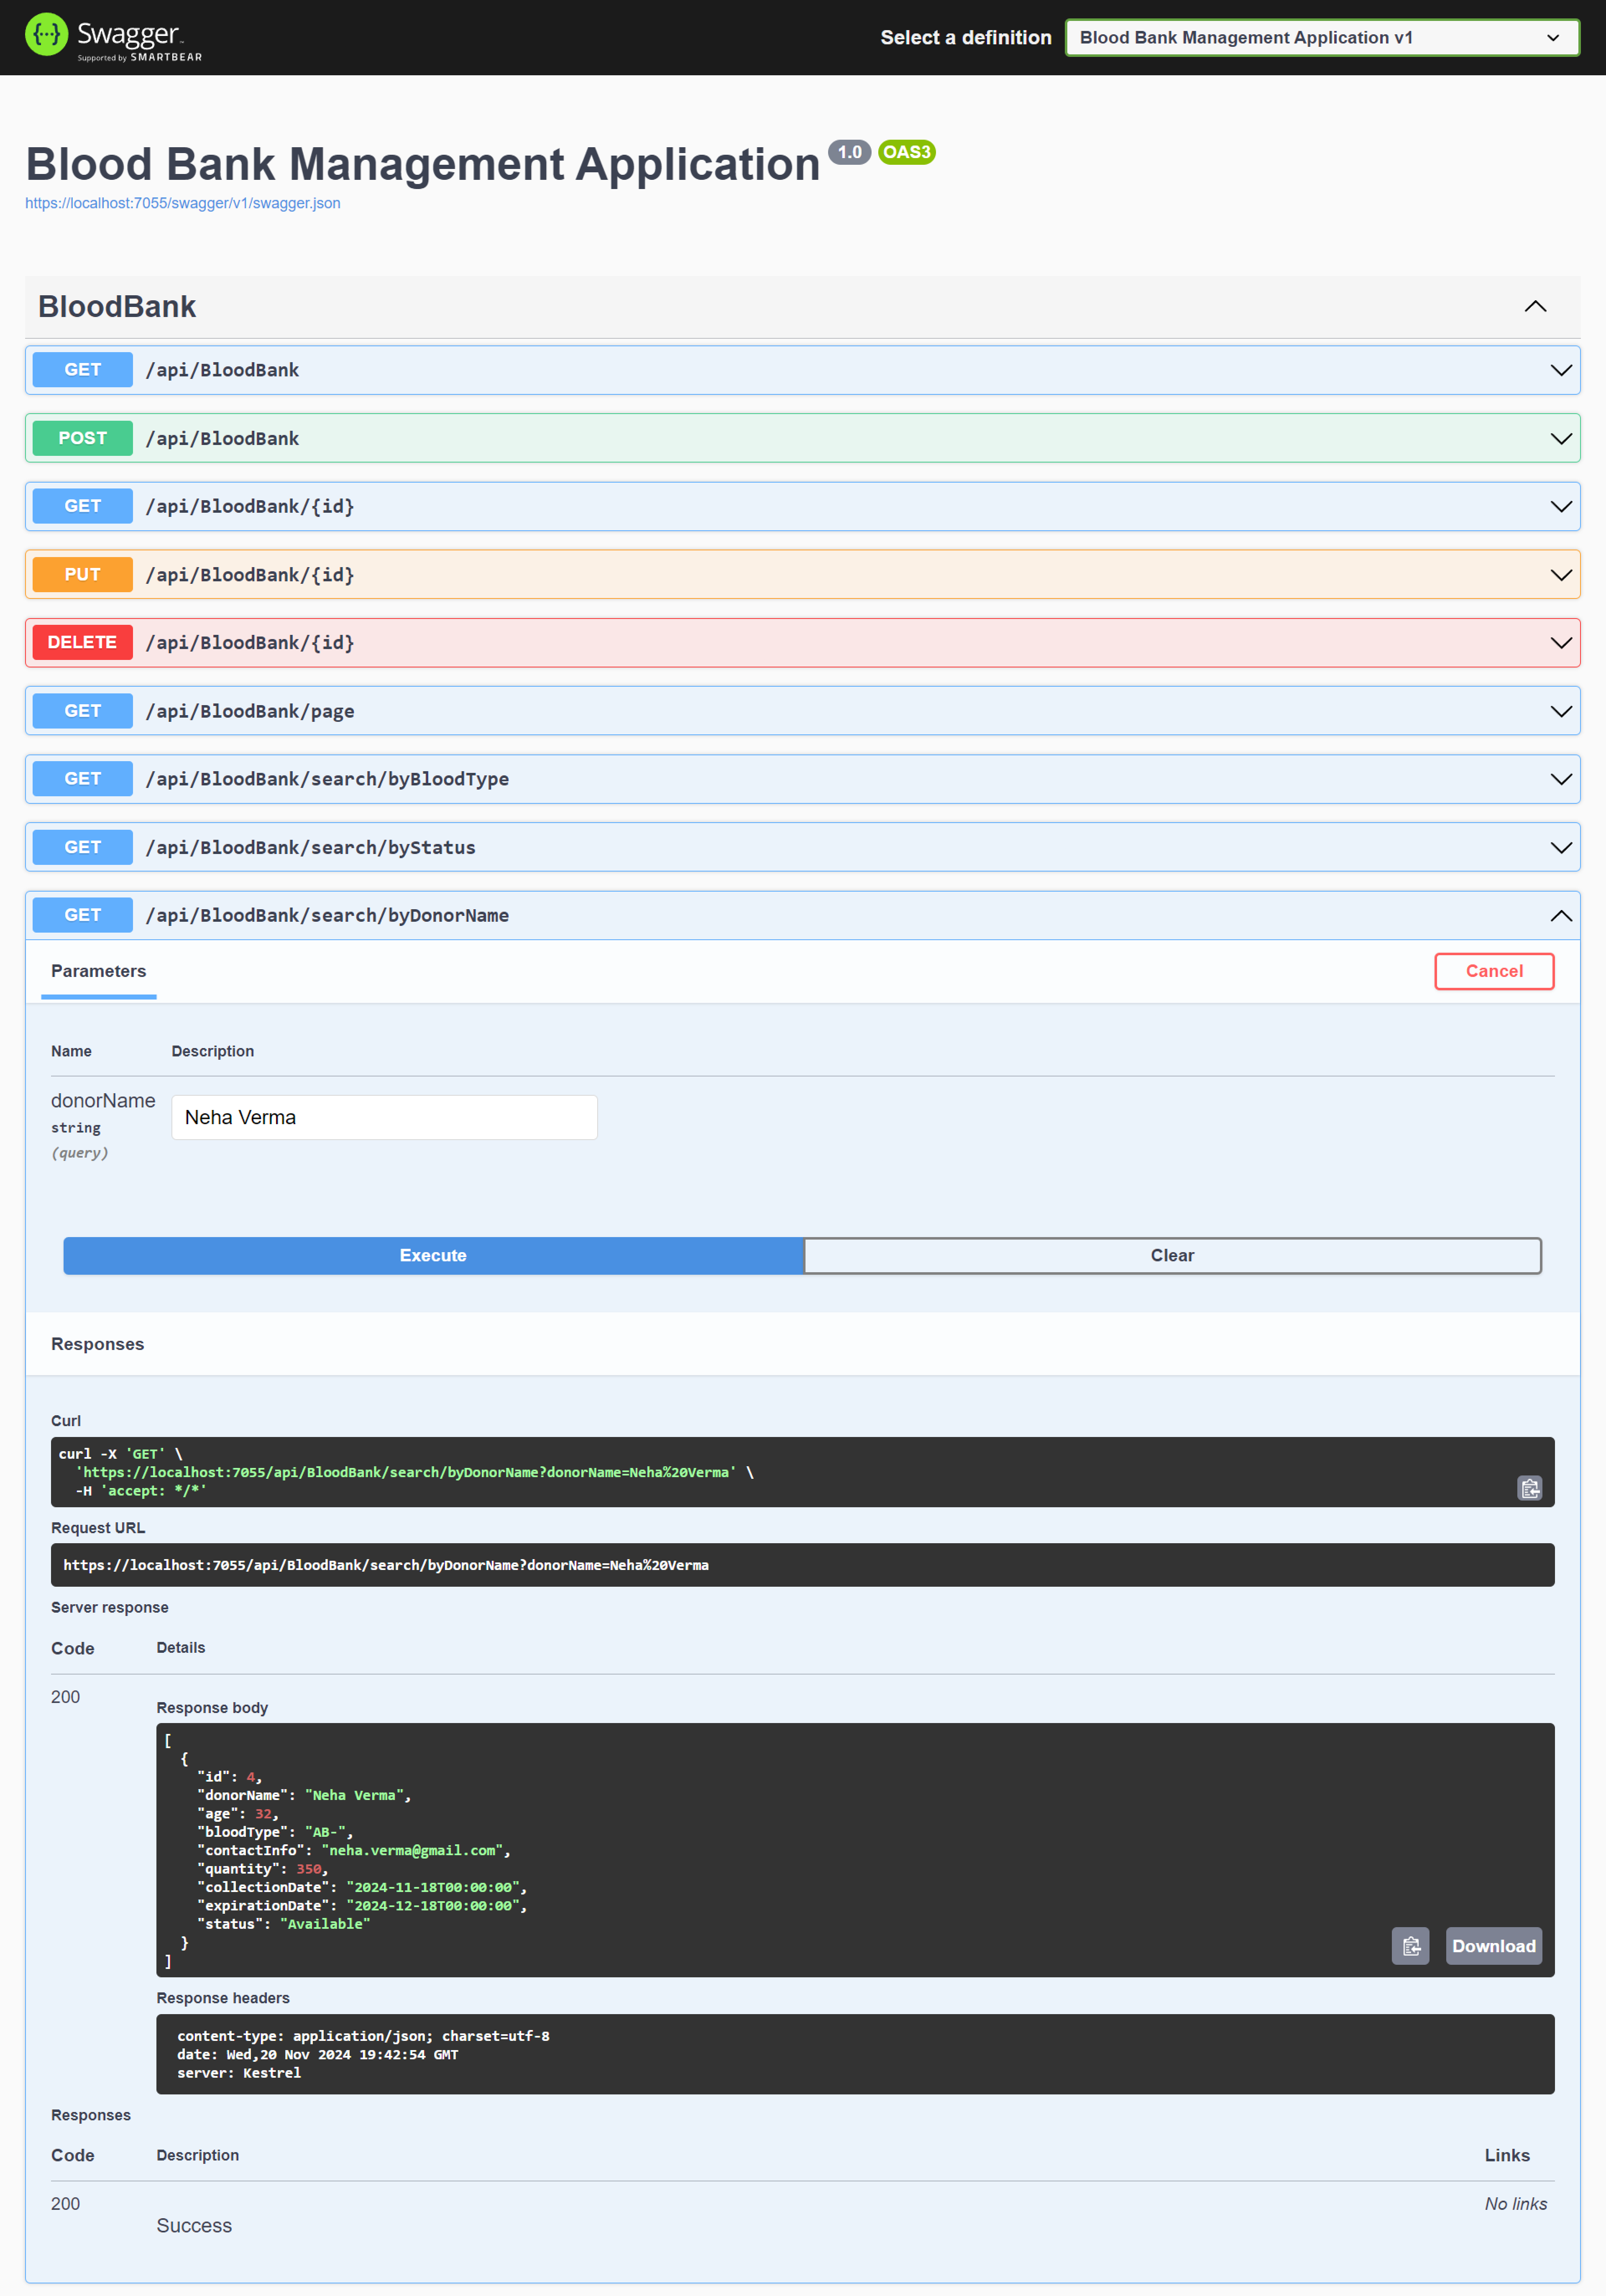 Swagger
Supported by SMARTBEAR
Select a definition
Blood Bank Management Application v1
Blood Bank Management Application 1.0 OAS3
https://localhost:7055/swagger/v1/swagger.json
BloodBank
GET /api/BloodBank
POST /api/BloodBank
GET /api/BloodBank/{id}
PUT /api/BloodBank/{id}
DELETE /api/BloodBank/{id}
GET /api/BloodBank/page
GET /api/BloodBank/search/byBloodType
GET /api/BloodBank/search/byStatus
GET /api/BloodBank/search/byDonorName
Parameters
Cancel
Name Description
donorName
string
(query)
Neha Verma
Execute
Clear
Responses
Curl
curl -X 'GET' \
  'https://localhost:7055/api/BloodBank/search/byDonorName?donorName=Neha%20Verma' \
  -H 'accept: */*'
Request URL
https://localhost:7055/api/BloodBank/search/byDonorName?donorName=Neha%20Verma
Server response
Code Details
200
Response body
[
  {
    "id": 4,
    "donorName": "Neha Verma",
    "age": 32,
    "bloodType": "AB-",
    "contactInfo": "neha.verma@gmail.com",
    "quantity": 350,
    "collectionDate": "2024-11-18T00:00:00",
    "expirationDate": "2024-12-18T00:00:00",
    "status": "Available"
  }
]
Download
Response headers
content-type: application/json; charset=utf-8
date: Wed,20 Nov 2024 19:42:54 GMT
server: Kestrel
Responses
Code Description Links
200
Success
No links